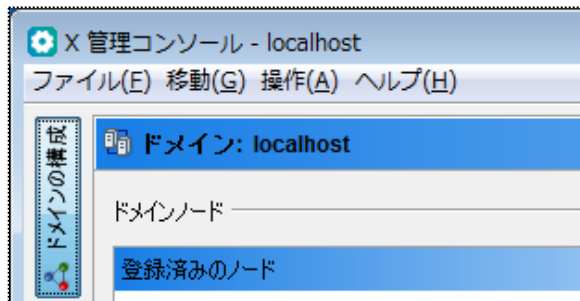 X 管理コンソール - localhost
ファイル(F) 移動(G) 操作(A) ヘルプ(H)
ドメインの構成
ドメイン: localhost
ドメインノード
登録済みのノード